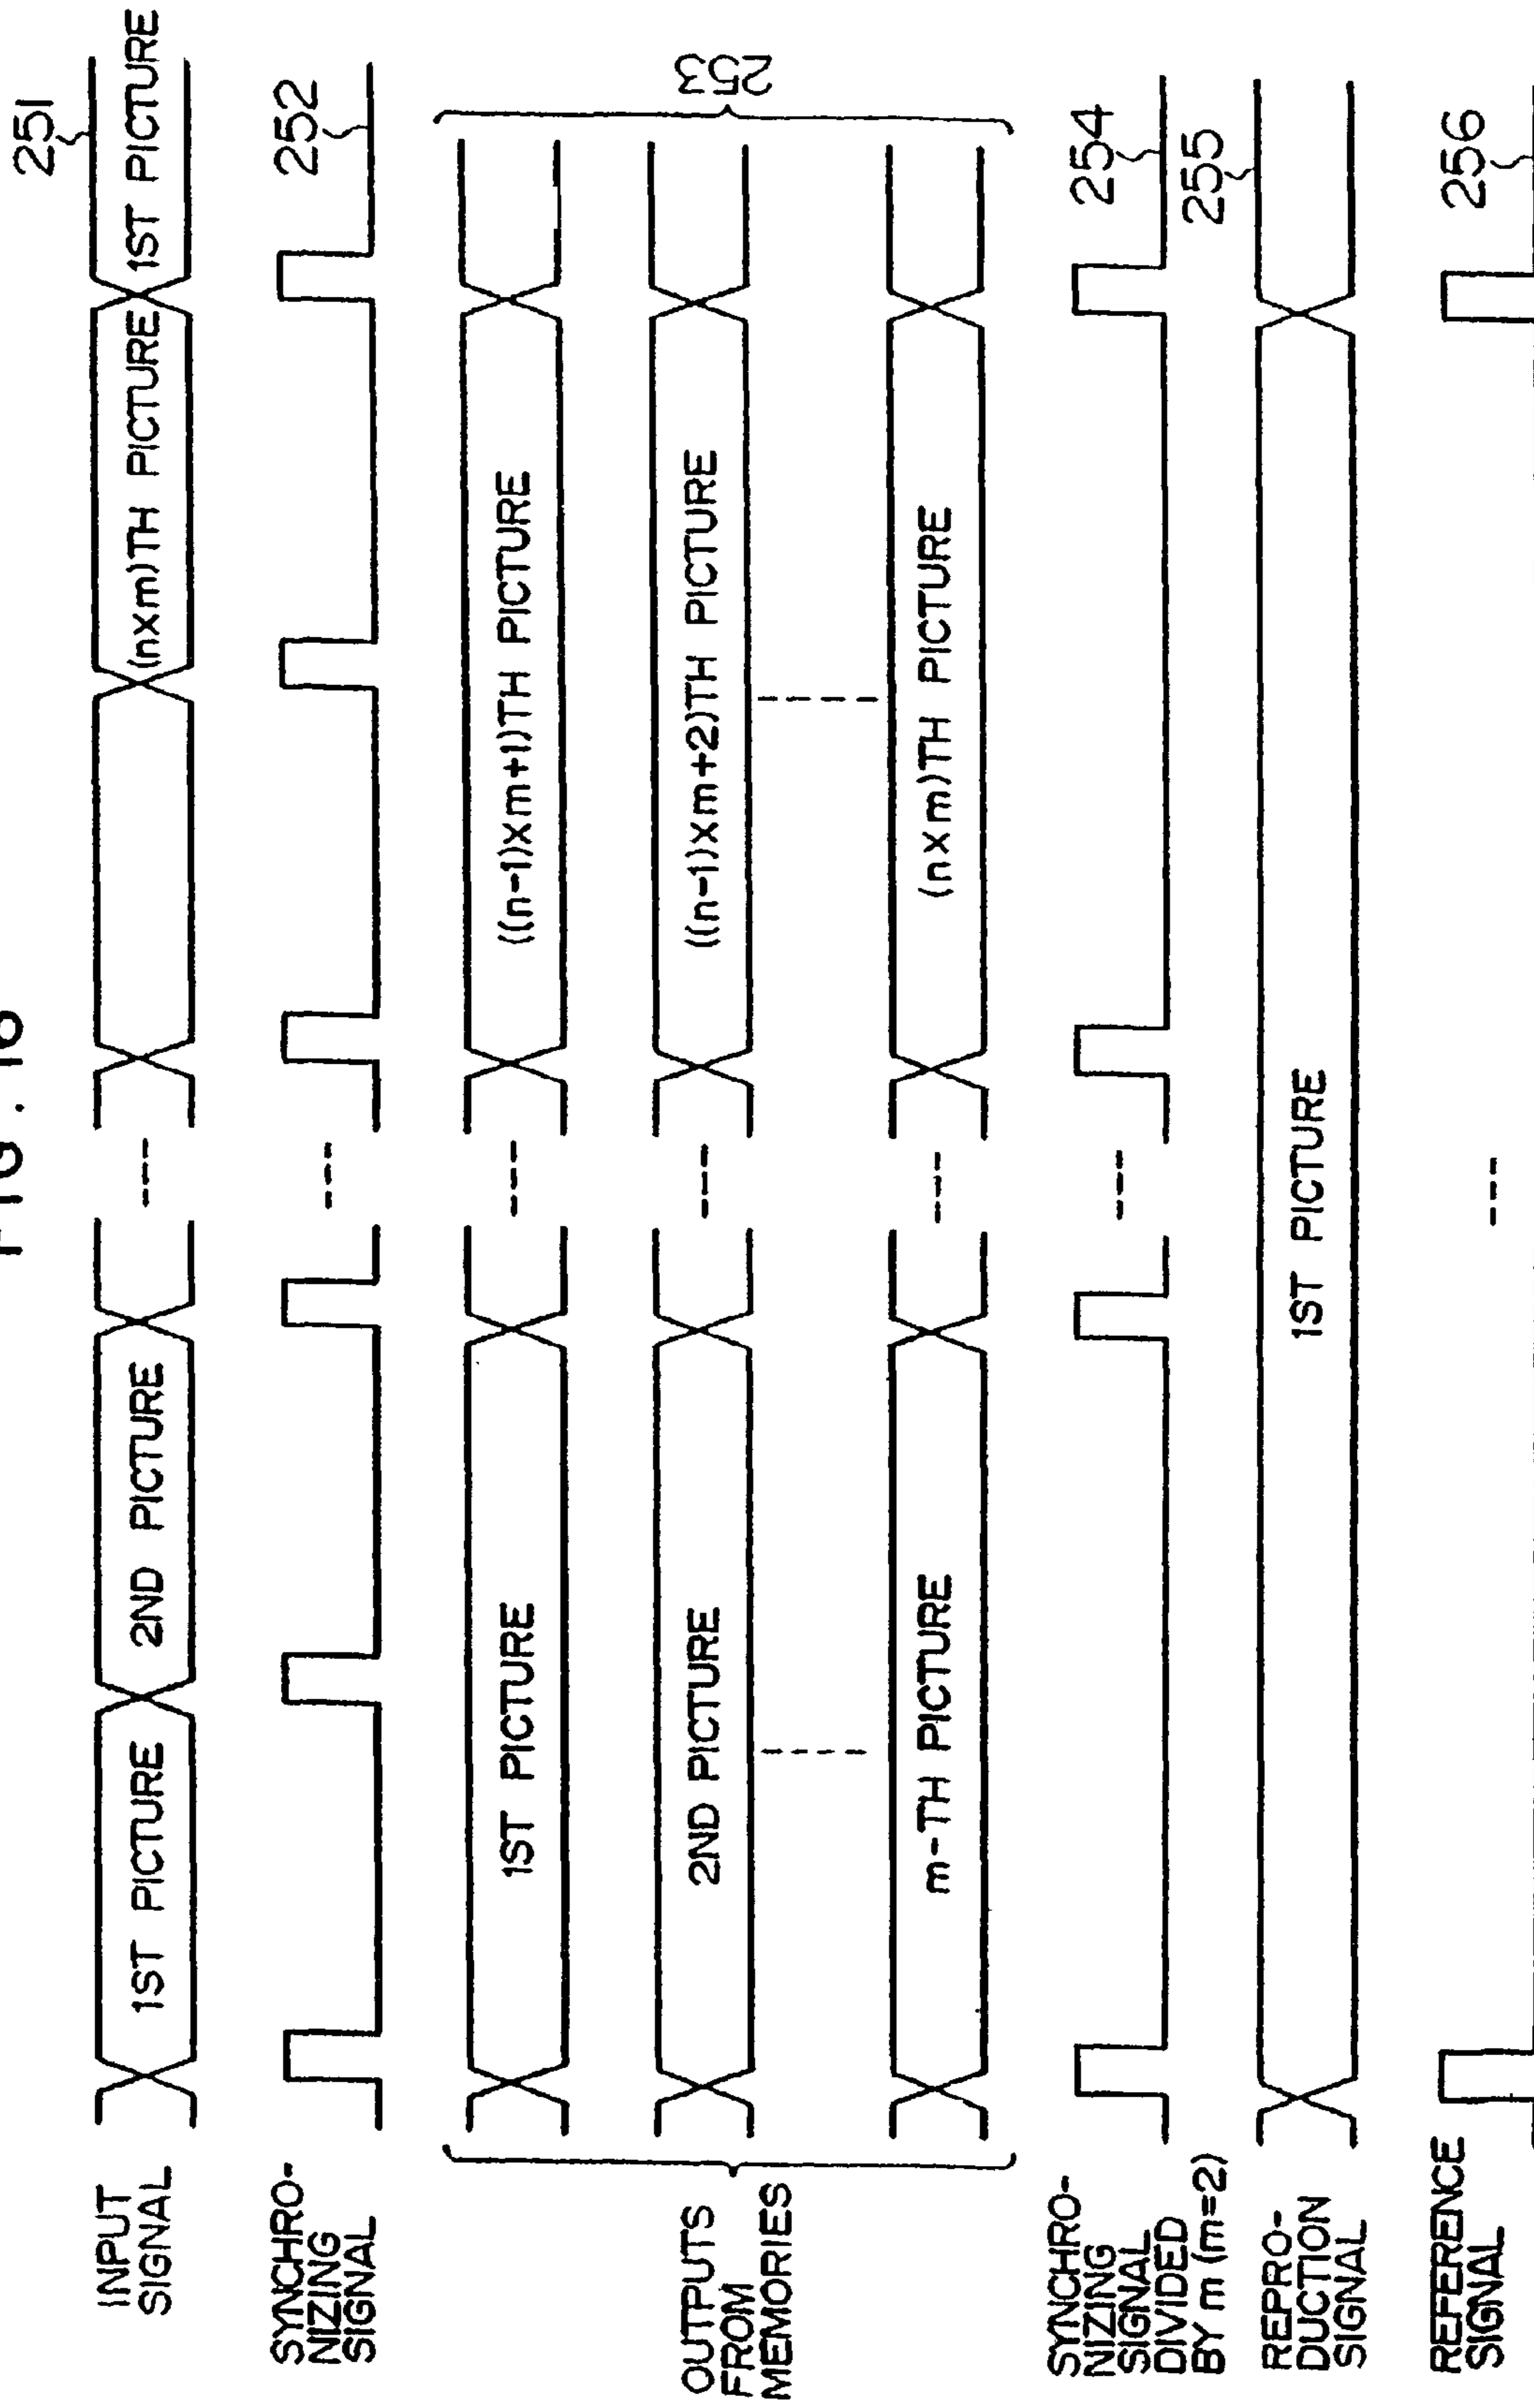 251
INPUT
SIGNAL
1ST PICTURE
2ND PICTURE
---
(n×m)TH PICTURE
1ST PICTURE
252
SYNCHRO-
NIZING
SIGNAL
---
253
OUTPUTS
FROM
MEMORIES
1ST PICTURE
---
((n-1)×m+1)TH PICTURE
2ND PICTURE
---
((n-1)×m+2)TH PICTURE
m-TH PICTURE
---
(n×m)TH PICTURE
254
SYNCHRO-
NIZING
SIGNAL
DIVIDED
BY m (m=2)
---
255
REPRO-
DUCTION
SIGNAL
1ST PICTURE
256
REFERENCE
SIGNAL
---